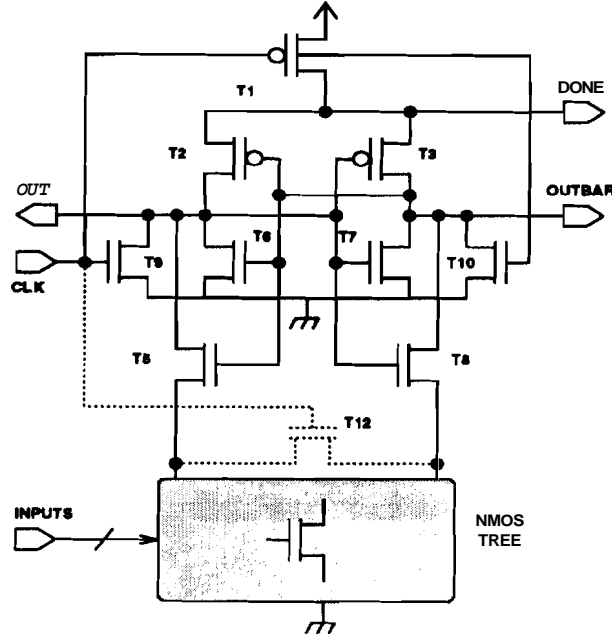 T1
DONE
T2
T3
OUT
OUTBAR
T6
T7
T9
T10
CLK
T5
T8
T12
INPUTS
NMOS
TREE